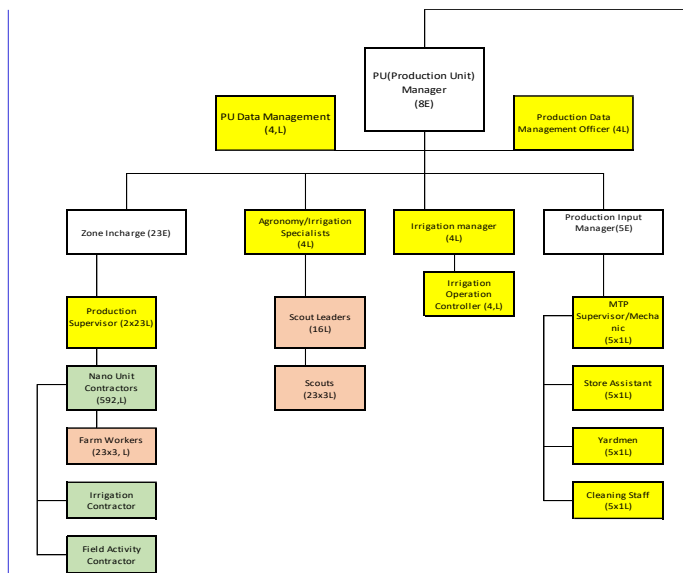 PU(Production Unit)
Manager
(8E)
PU Data Management
(4,L)
Production Data
Management Officer (4L)
Zone Incharge (23E)
Agronomy/Irrigation
Specialists
(4L)
Irrigation manager
(4L)
Production Input
Manager(5E)
Irrigation
Operation
Controller (4,L)
Production
Supervisor (2x23L)
Scout Leaders
(16L)
MTP
Supervisor/Mecha
nic
(5x1L)
Nano Unit
Contractors
(592,L)
Scouts
(23x3L)
Store Assistant
(5x1L)
Farm Workers
(23x3, L)
Yardmen
(5x1L)
Irrigation
Contractor
Cleaning Staff
(5x1L)
Field Activity
Contractor